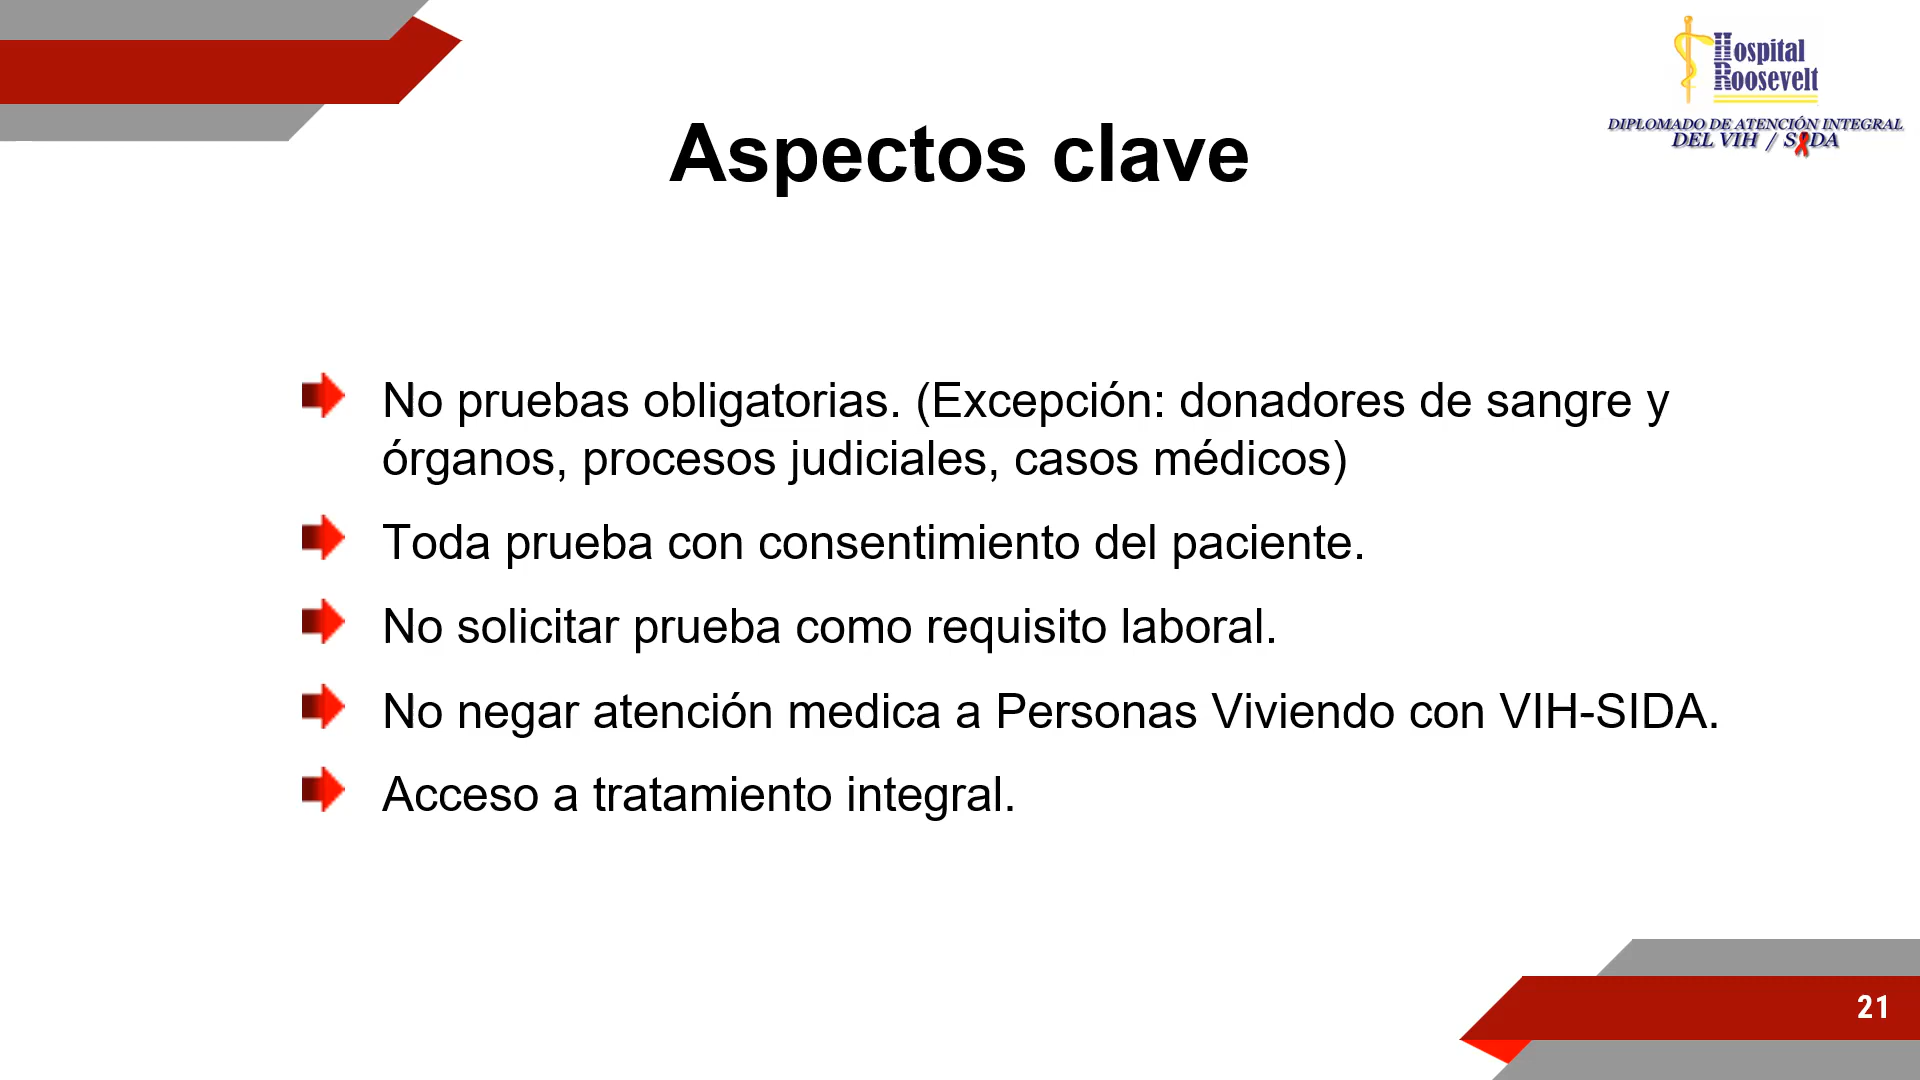 Hospital
Roosevelt
DIPLOMADO DE ATENCIÓN INTEGRAL
DEL VIH / SIDA
Aspectos clave
No pruebas obligatorias. (Excepción: donadores de sangre y
órganos, procesos judiciales, casos médicos)
Toda prueba con consentimiento del paciente.
No solicitar prueba como requisito laboral.
No negar atención medica a Personas Viviendo con VIH-SIDA.
Acceso a tratamiento integral.
21